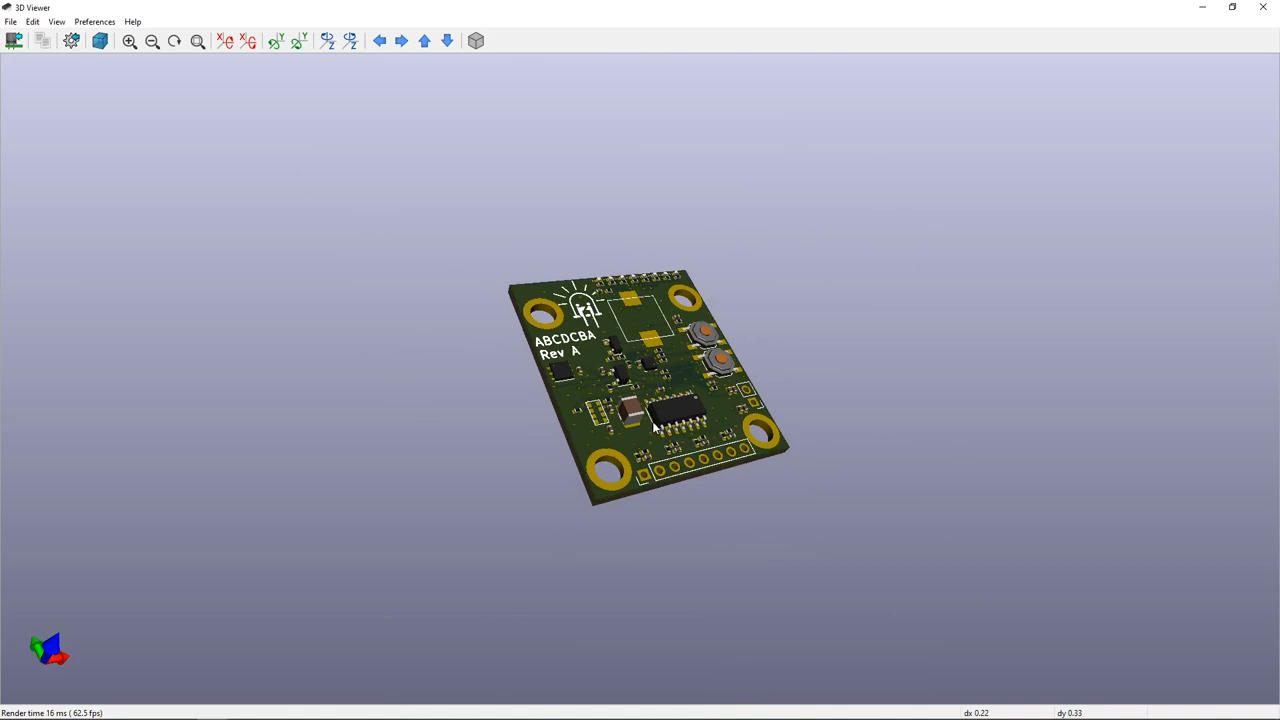 3D Viewer
File Edit View Preferences Help
ABCDCBA
Rev A
Render time 16 ms ( 62.5 fps)
dx 0.22
dy 0.33